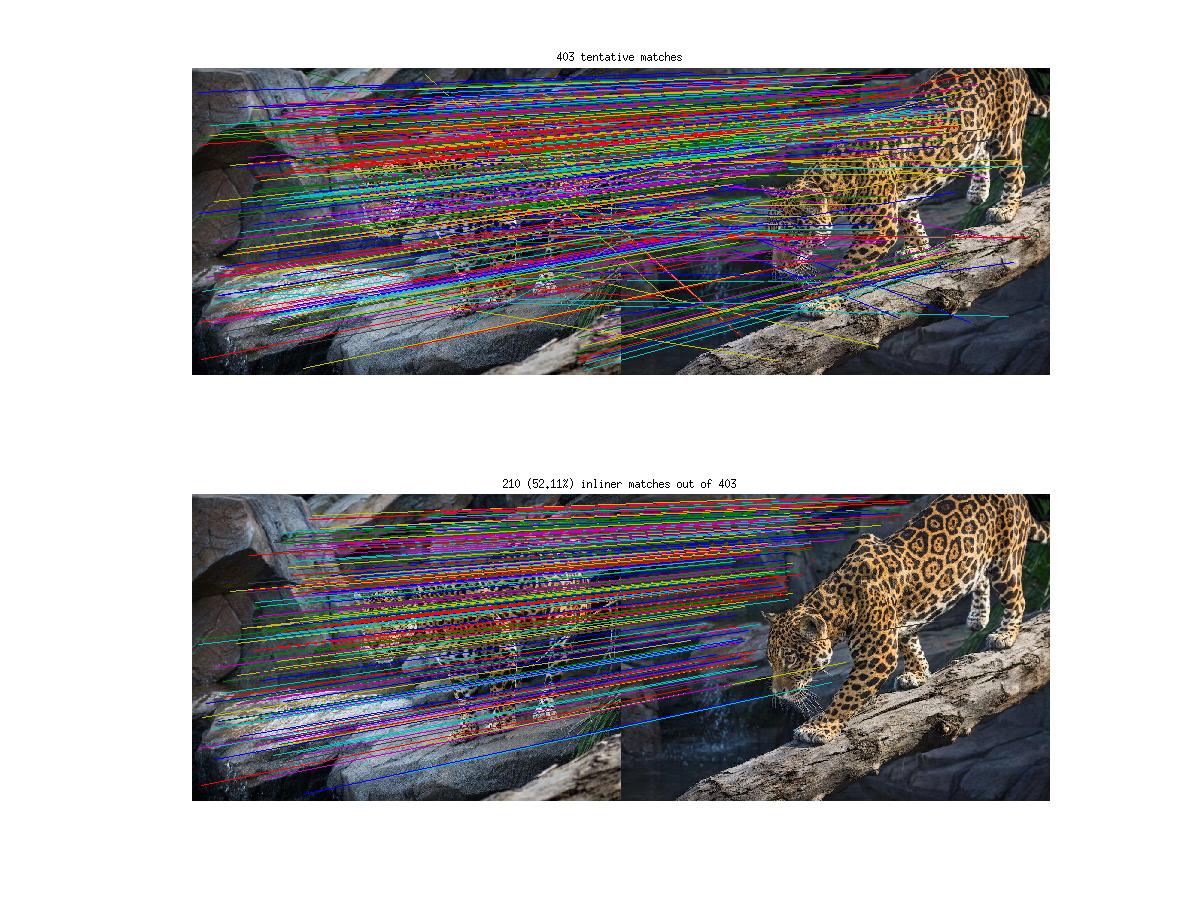 403 tentative matches
210 (52.11%) inliner matches out of 403